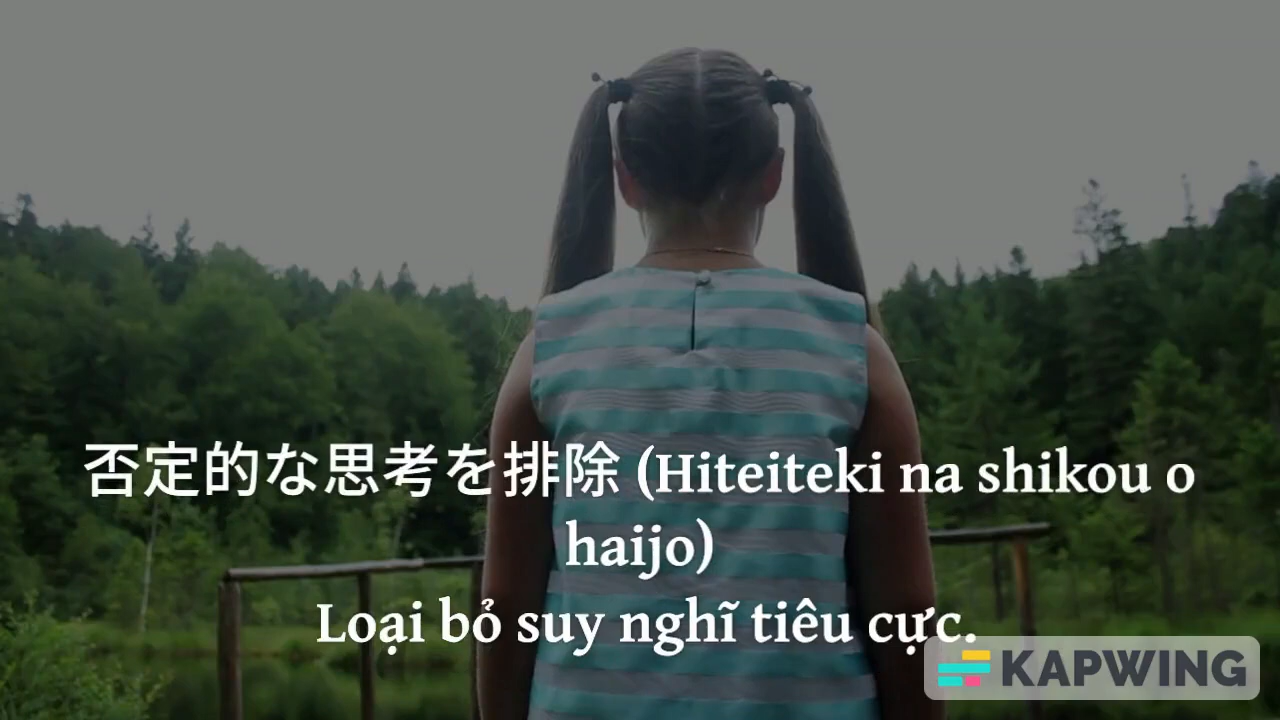 否定的な思考を排除 (Hiteiteki na shikou o
haijo)
Loại bỏ suy nghĩ tiêu cực.
KAPWING